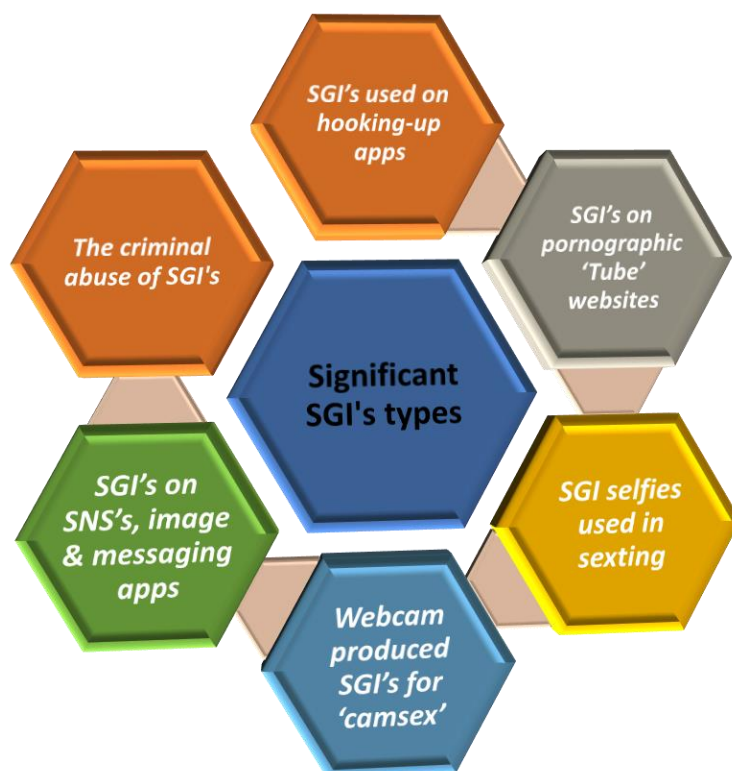 SGI's used on
hooking-up
apps
SGI's on
pornographic
‘Tube’
websites
The criminal
abuse of SGI's
Significant
SGI's types
SGI's on
SNS's, image
& messaging
apps
SGI selfies
used in
sexting
Webcam
produced
SGI's for
‘camsex’